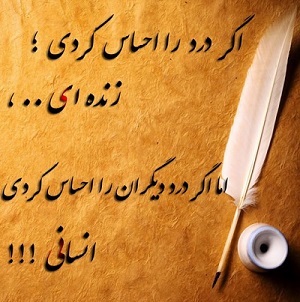 اگر درد را احساس کردی ؛
زنده ای .. ،
اما اگر درد دیگران را احساس کردی
انسانی !!!